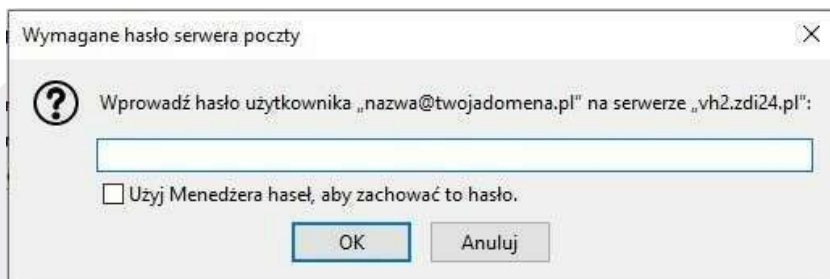 Wymagane hasło serwera poczty
Wprowadź hasło użytkownika „nazwa@twojadomena.pl” na serwerze „vh2.zdi24.pl”:
Użyj Menedżera haseł, aby zachować to hasło.
OK
Anuluj